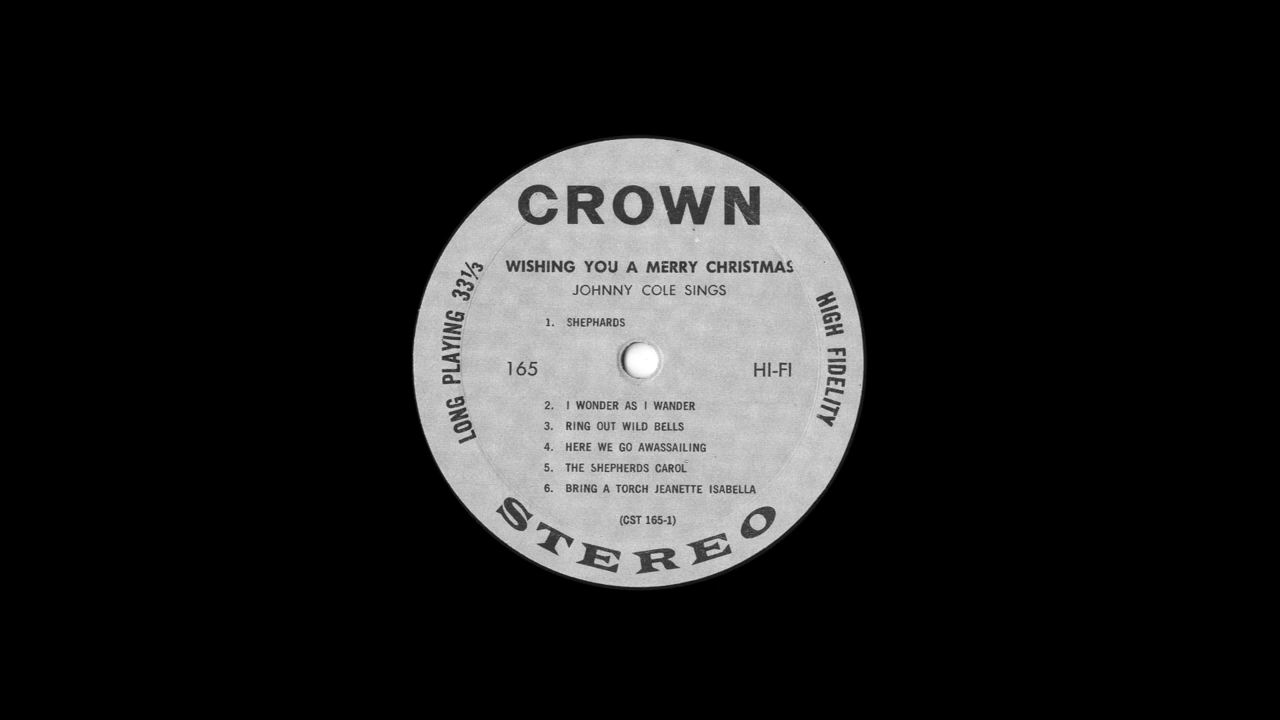 CROWN
WISHING YOU A MERRY CHRISTMAS
JOHNNY COLE SINGS
LONG PLAYING 33⅓
HIGH FIDELITY
1. SHEPHARDS
165
HI-FI
2. I WONDER AS I WANDER
3. RING OUT WILD BELLS
4. HERE WE GO AWASSAILING
5. THE SHEPHERDS CAROL
6. BRING A TORCH JEANETTE ISABELLA
(CST 165-1)
STEREO